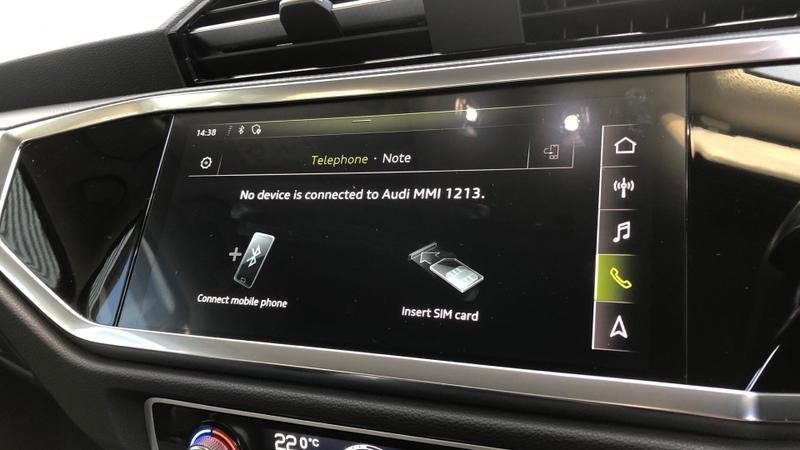 14:38
Telephone · Note
No device is connected to Audi MMI 1213.
Connect mobile phone
Insert SIM card
22.0°C